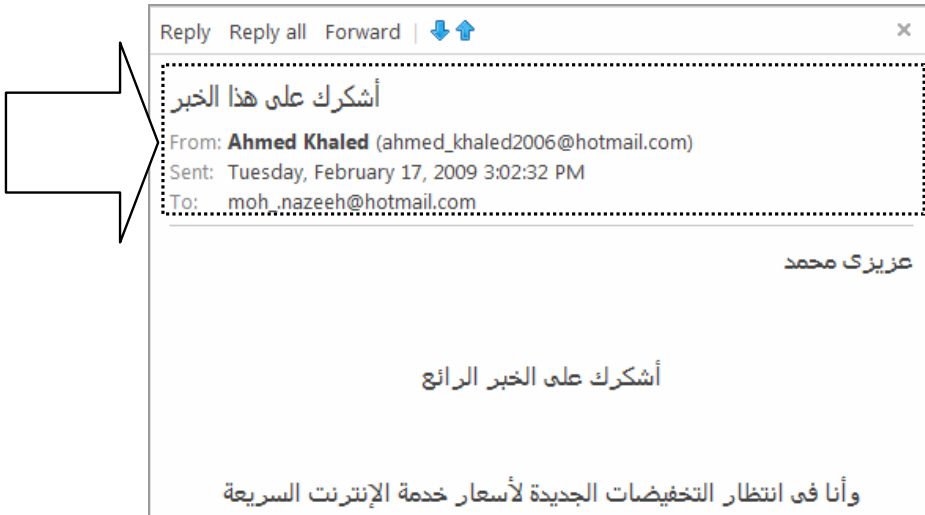 Reply Reply all Forward
أشكرك على هذا الخبر
From: Ahmed Khaled (ahmed_khaled2006@hotmail.com)
Sent: Tuesday, February 17, 2009 3:02:32 PM
To: moh_.nazeeh@hotmail.com
عزيزى محمد
أشكرك على الخبر الرائع
وأنا فى انتظار التخفيضات الجديدة لأسعار خدمة الإنترنت السريعة